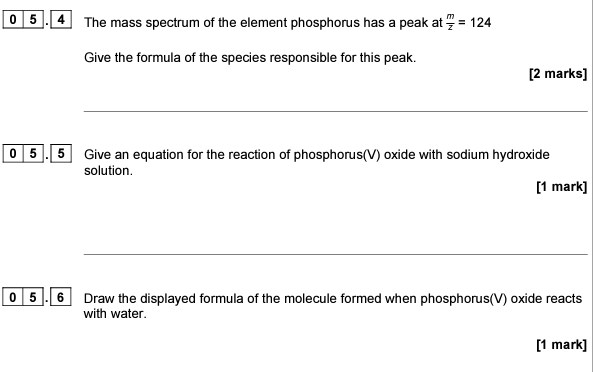 0 5 . 4 The mass spectrum of the element phosphorus has a peak at m/z = 124
Give the formula of the species responsible for this peak.
[2 marks]
0 5 . 5 Give an equation for the reaction of phosphorus(V) oxide with sodium hydroxide
solution.
[1 mark]
0 5 . 6 Draw the displayed formula of the molecule formed when phosphorus(V) oxide reacts
with water.
[1 mark]